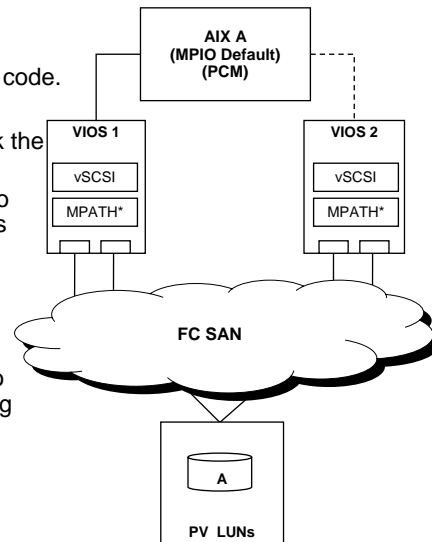 code.
k the
o
s
o
g
AIX A
(MPIO Default)
(PCM)
VIOS 1
vSCSI
MPATH*
VIOS 2
vSCSI
MPATH*
FC SAN
A
PV LUNs